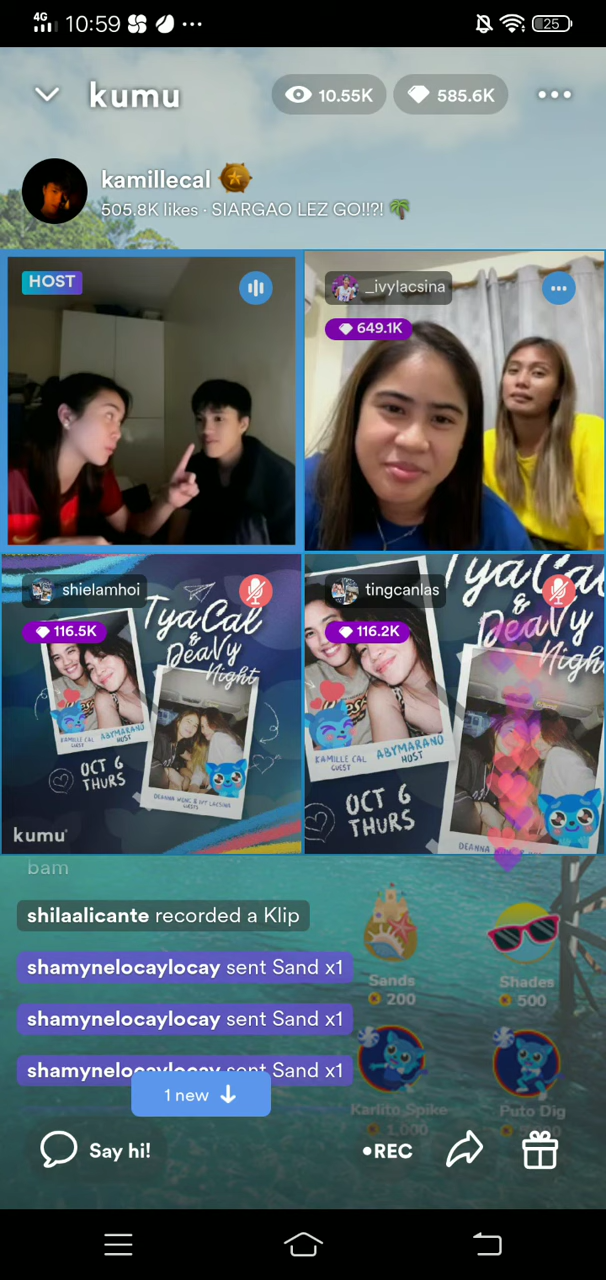 4G 10:59 25
kumu
10.55K
585.6K
kamillecal
505.8K likes · SIARGAO LEZ GO!!?!
HOST
_ivylacsina
649.1K
shielamhoi
116.5K
TyaCal
& DeaVy
Night
KAMILLE CAL
GUEST
ABYMARANO
HOST
OCT 6
THURS
DEANNA WONG & IVY LACSINA
GUESTS
kumu
tingcanlas
116.2K
TyaCal
& DeaVy
Night
KAMILLE CAL
GUEST
ABYMARANO
HOST
OCT 6
THURS
DEANNA
bam
shilaalicante recorded a Klip
shamynelocaylocay sent Sand x1
shamynelocaylocay sent Sand x1
shamynelocaylocay sent Sand x1
Sands
200
Shades
500
Karlito Spike
1,000
Puto Dig
1 new
Say hi!
•REC